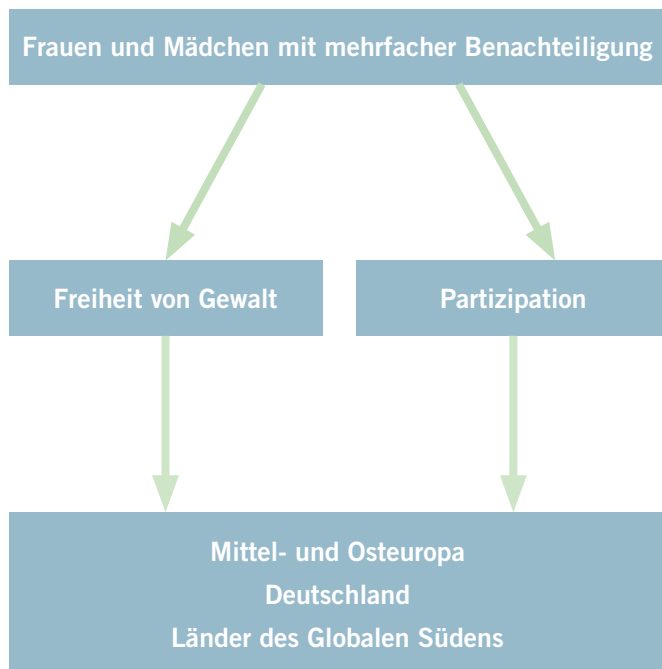 Frauen und Mädchen mit mehrfacher Benachteiligung
Freiheit von Gewalt
Partizipation
Mittel- und Osteuropa
Deutschland
Länder des Globalen Südens